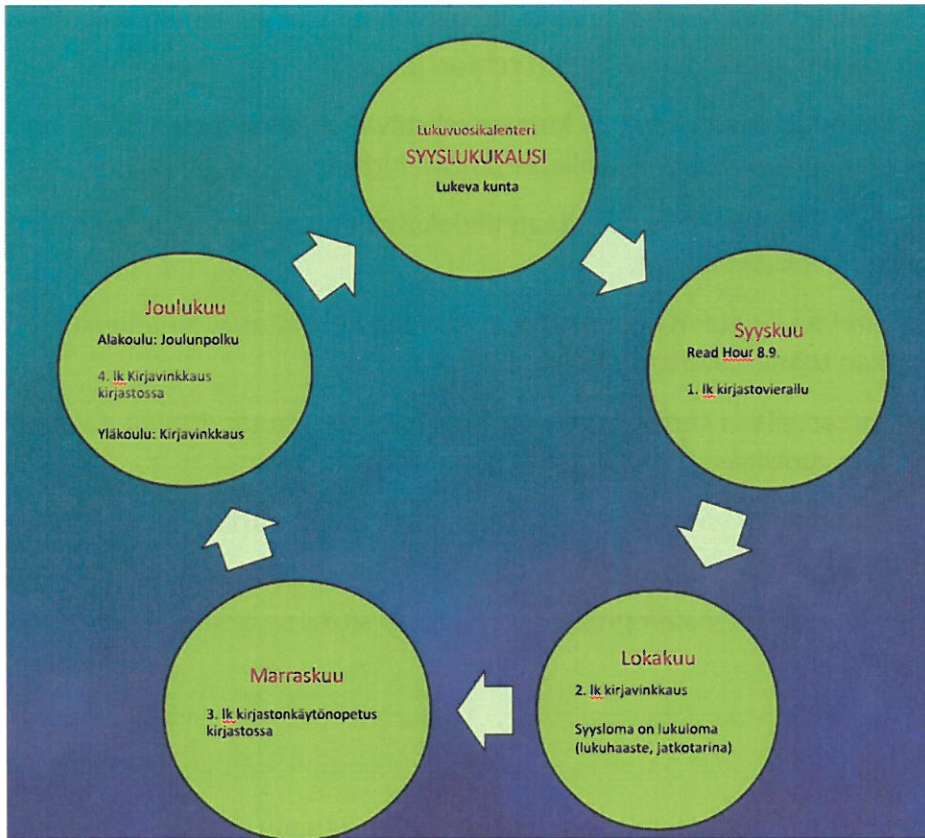 Lukuvuosikalenteri
SYYSLUKUKAUSI
Lukeva kunta
Syyskuu
Read Hour 8.9.
1. lk kirjastovierailu
Lokakuu
2. lk kirjavinkkaus
Syysloma on lukuloma
(lukuhaaste, jatkotarina)
Marraskuu
3. lk kirjastonkäytönopetus
kirjastossa
Joulukuu
Alakoulu: Joulunpolku
4. lk Kirjavinkkaus
kirjastossa
Yläkoulu: Kirjavinkkaus